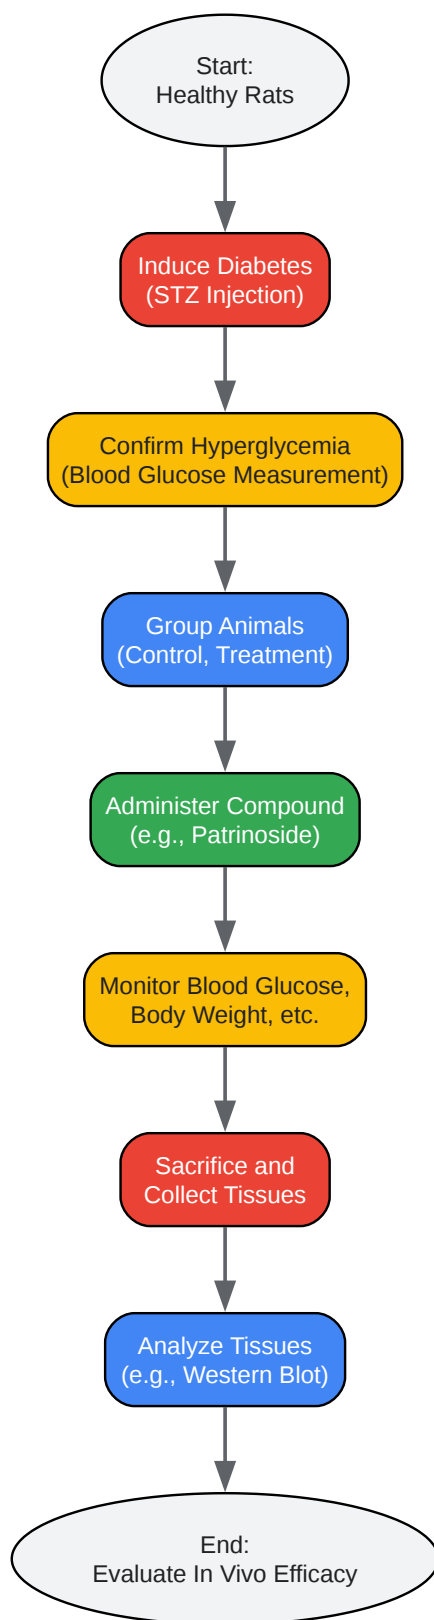 Start:
Healthy Rats
Induce Diabetes
(STZ Injection)
Confirm Hyperglycemia
(Blood Glucose Measurement)
Group Animals
(Control, Treatment)
Administer Compound
(e.g., Patrinoside)
Monitor Blood Glucose,
Body Weight, etc.
Sacrifice and
Collect Tissues
Analyze Tissues
(e.g., Western Blot)
End:
Evaluate In Vivo Efficacy